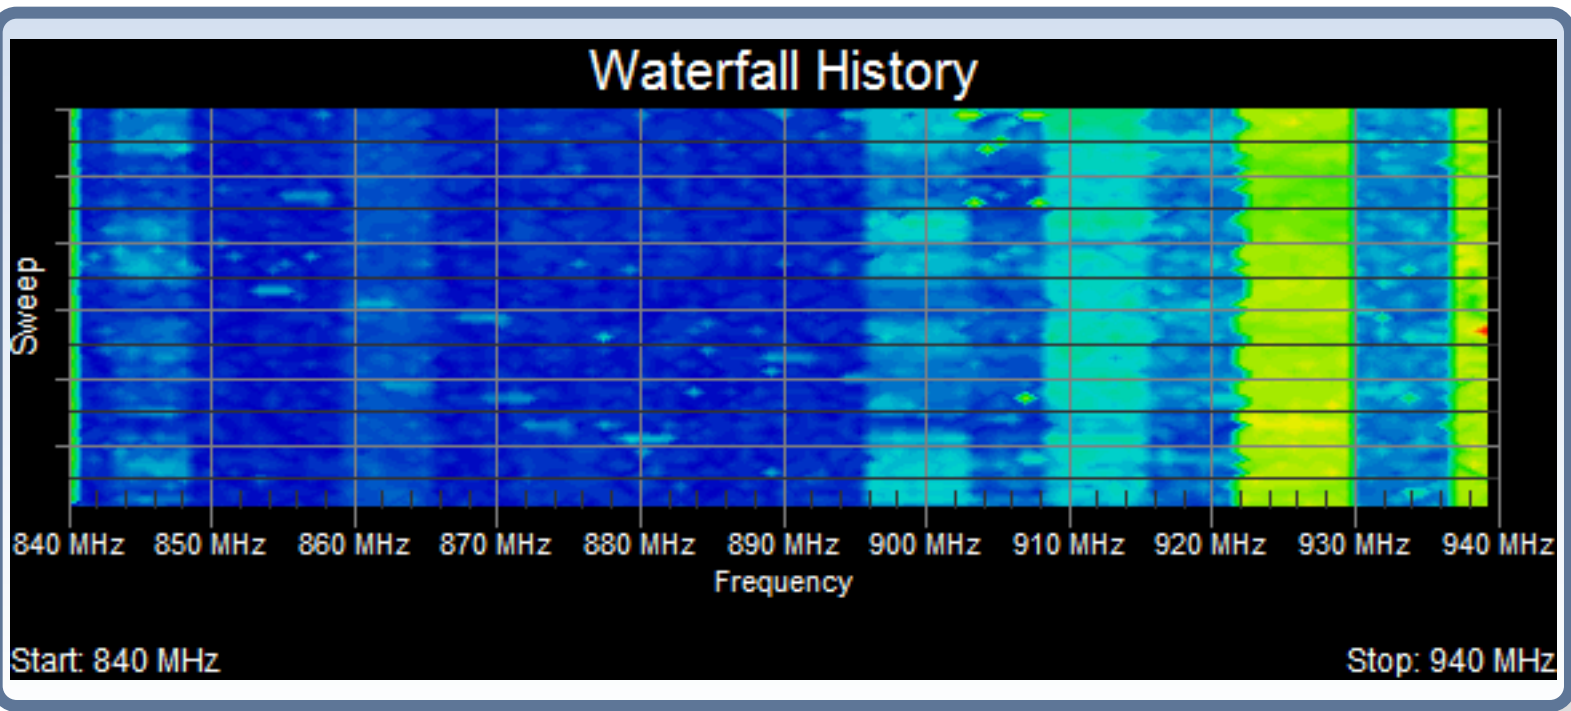 Waterfall History
Sweep
840 MHz 850 MHz 860 MHz 870 MHz 880 MHz 890 MHz 900 MHz 910 MHz 920 MHz 930 MHz 940 MHz
Frequency
Start: 840 MHz Stop: 940 MHz